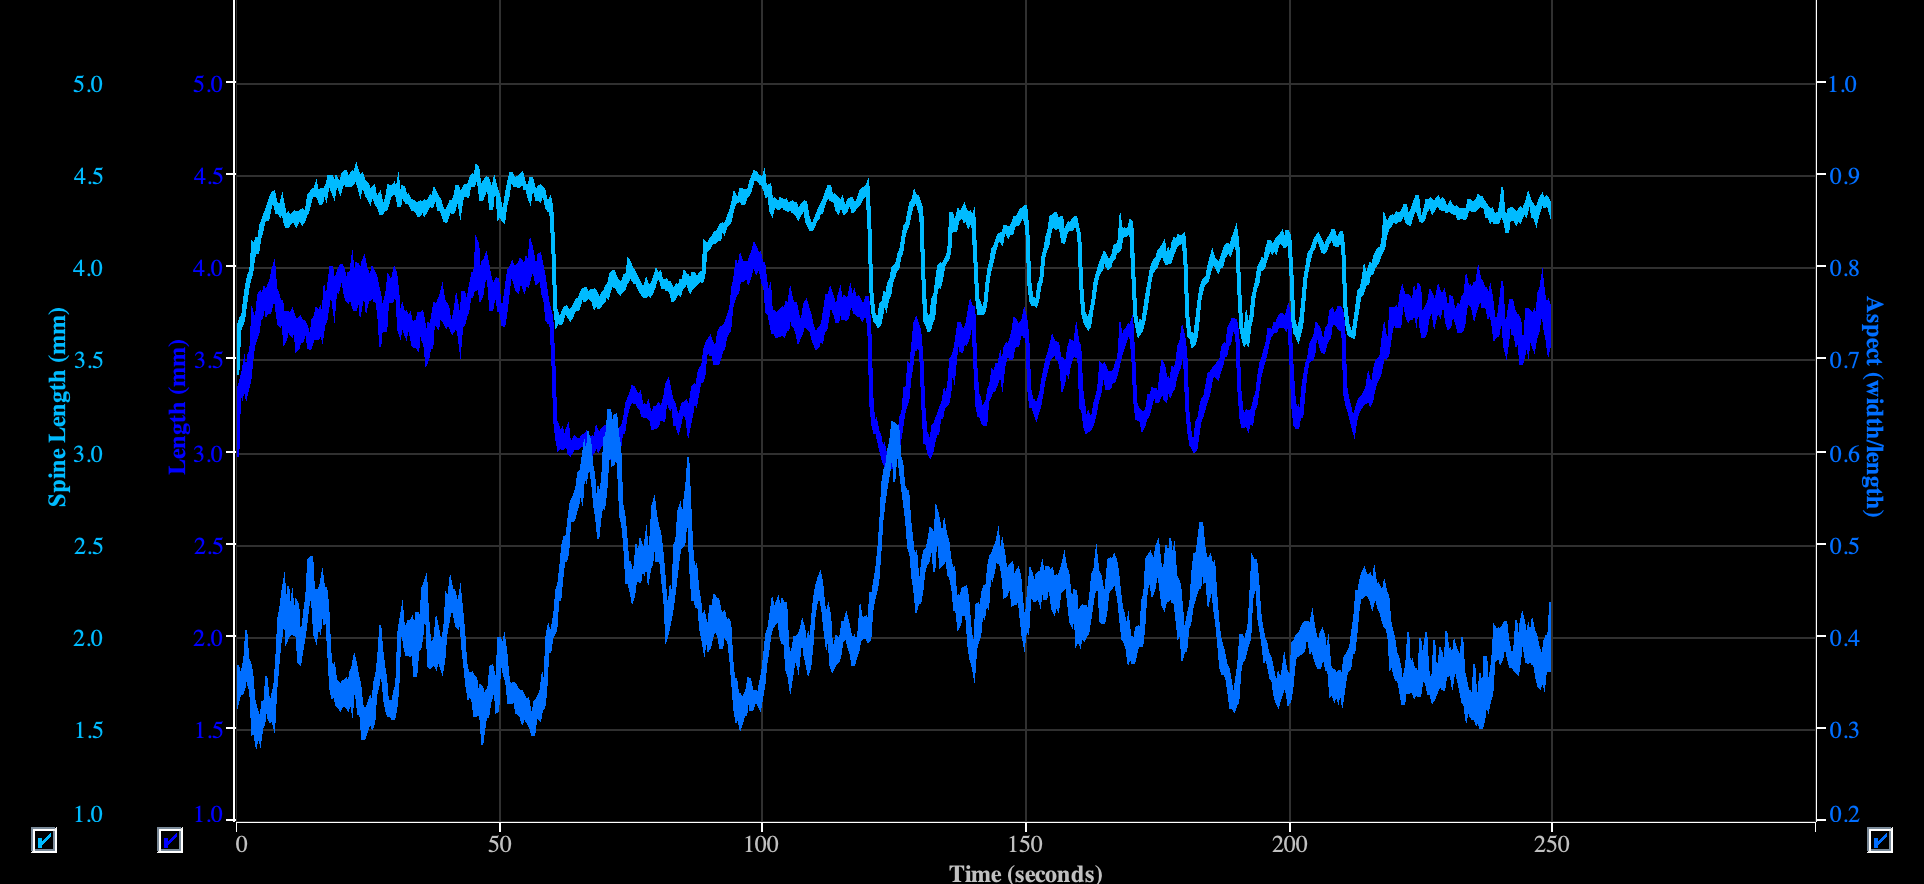 5.0 5.0 1.0
4.5 4.5 0.9
4.0 4.0 0.8
3.5 3.5 0.7
3.0 3.0 0.6
2.5 2.5 0.5
2.0 2.0 0.4
1.5 1.5 0.3
1.0 1.0 0.2
Spine Length (mm)
Length (mm)
Aspect (width/length)
0 50 100 150 200 250
Time (seconds)